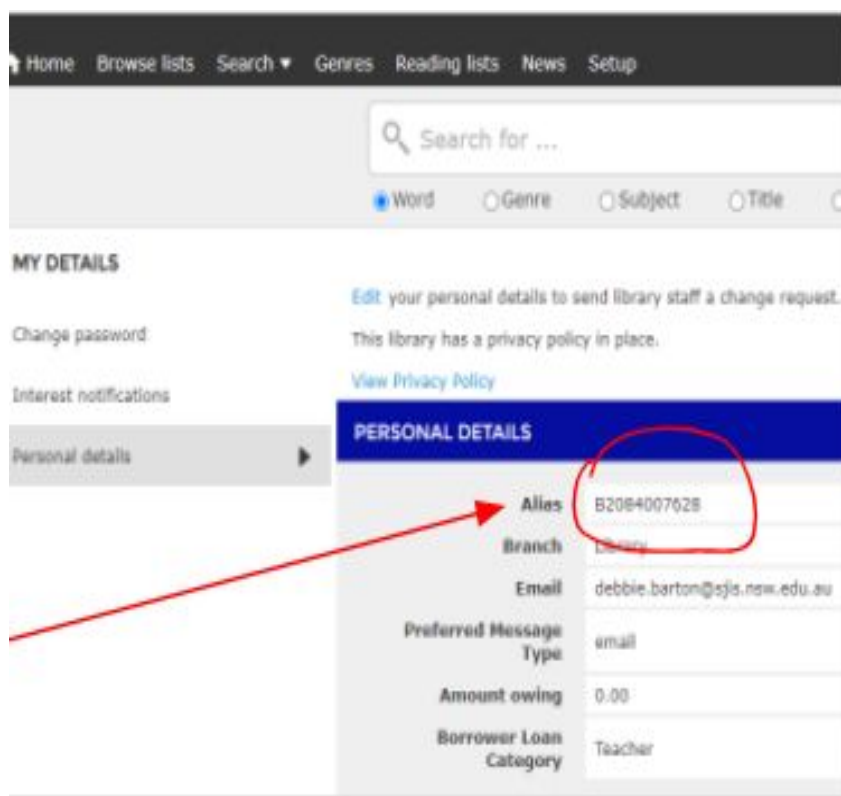 Home Browse lists Search ▾ Genres Reading lists News Setup
Search for ...
Word Genre Subject Title
MY DETAILS
Change password
Interest notifications
Personal details
Edit your personal details to send library staff a change request.
This library has a privacy policy in place.
View Privacy Policy
PERSONAL DETAILS
Alias B2084007628
Branch Library
Email debbie.barton@sjis.nsw.edu.au
Preferred Message
Type email
Amount owing 0.00
Borrower Loan
Category Teacher